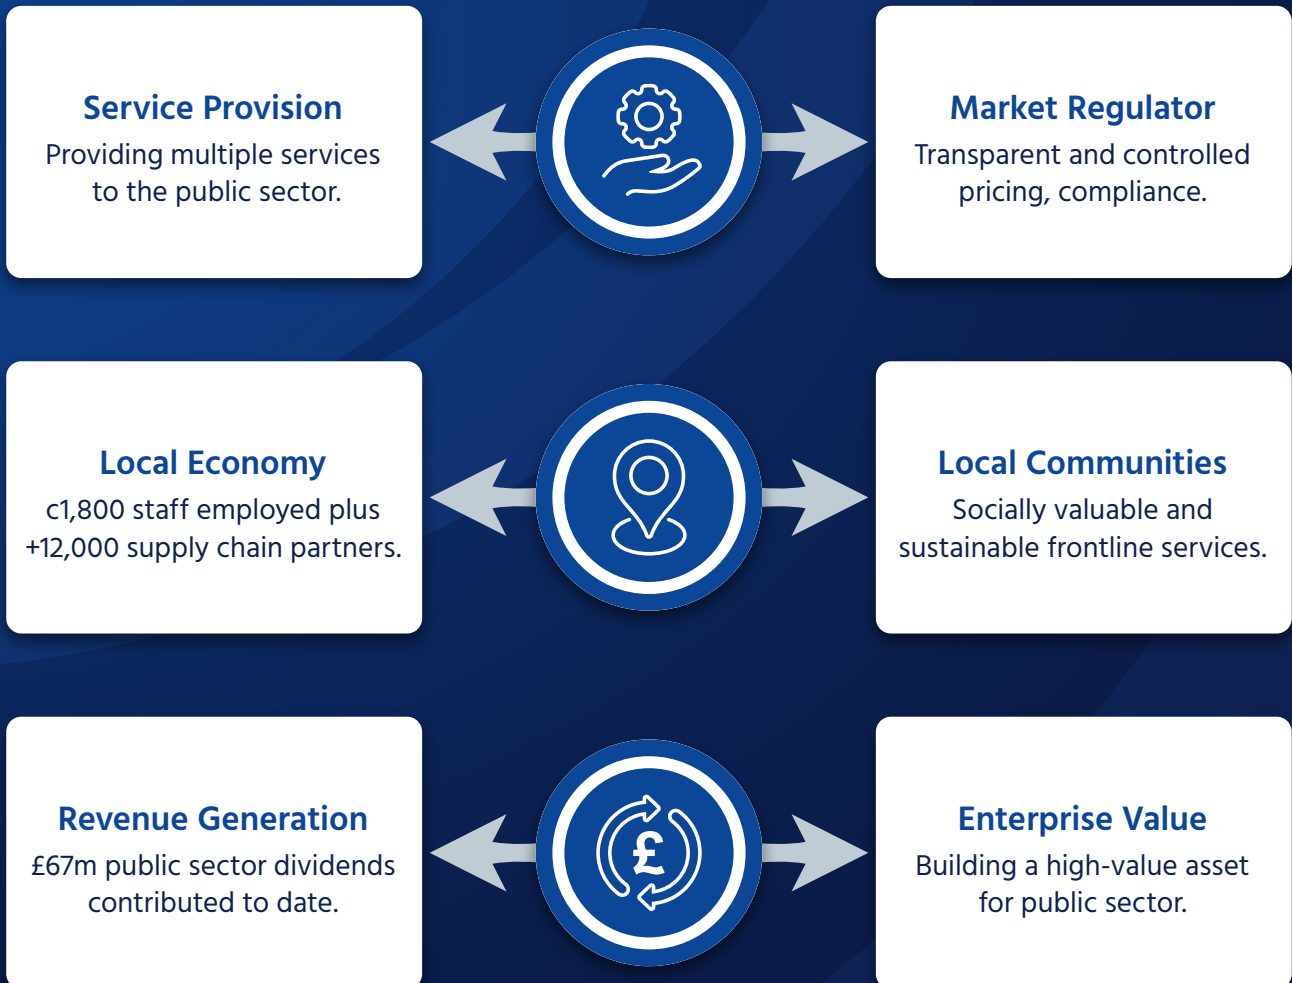 Service Provision
Providing multiple services
to the public sector.
Market Regulator
Transparent and controlled
pricing, compliance.
Local Economy
c1,800 staff employed plus
+12,000 supply chain partners.
Local Communities
Socially valuable and
sustainable frontline services.
Revenue Generation
£67m public sector dividends
contributed to date.
£
Enterprise Value
Building a high-value asset
for public sector.